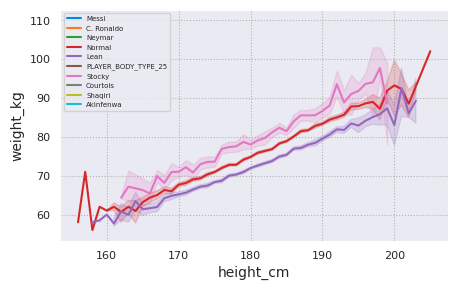 110
100
90
80
70
60
weight_kg
Messi
C. Ronaldo
Neymar
Normal
Lean
PLAYER_BODY_TYPE_25
Stocky
Courtois
Shaqiri
Akinfenwa
160
170
180
190
200
height_cm